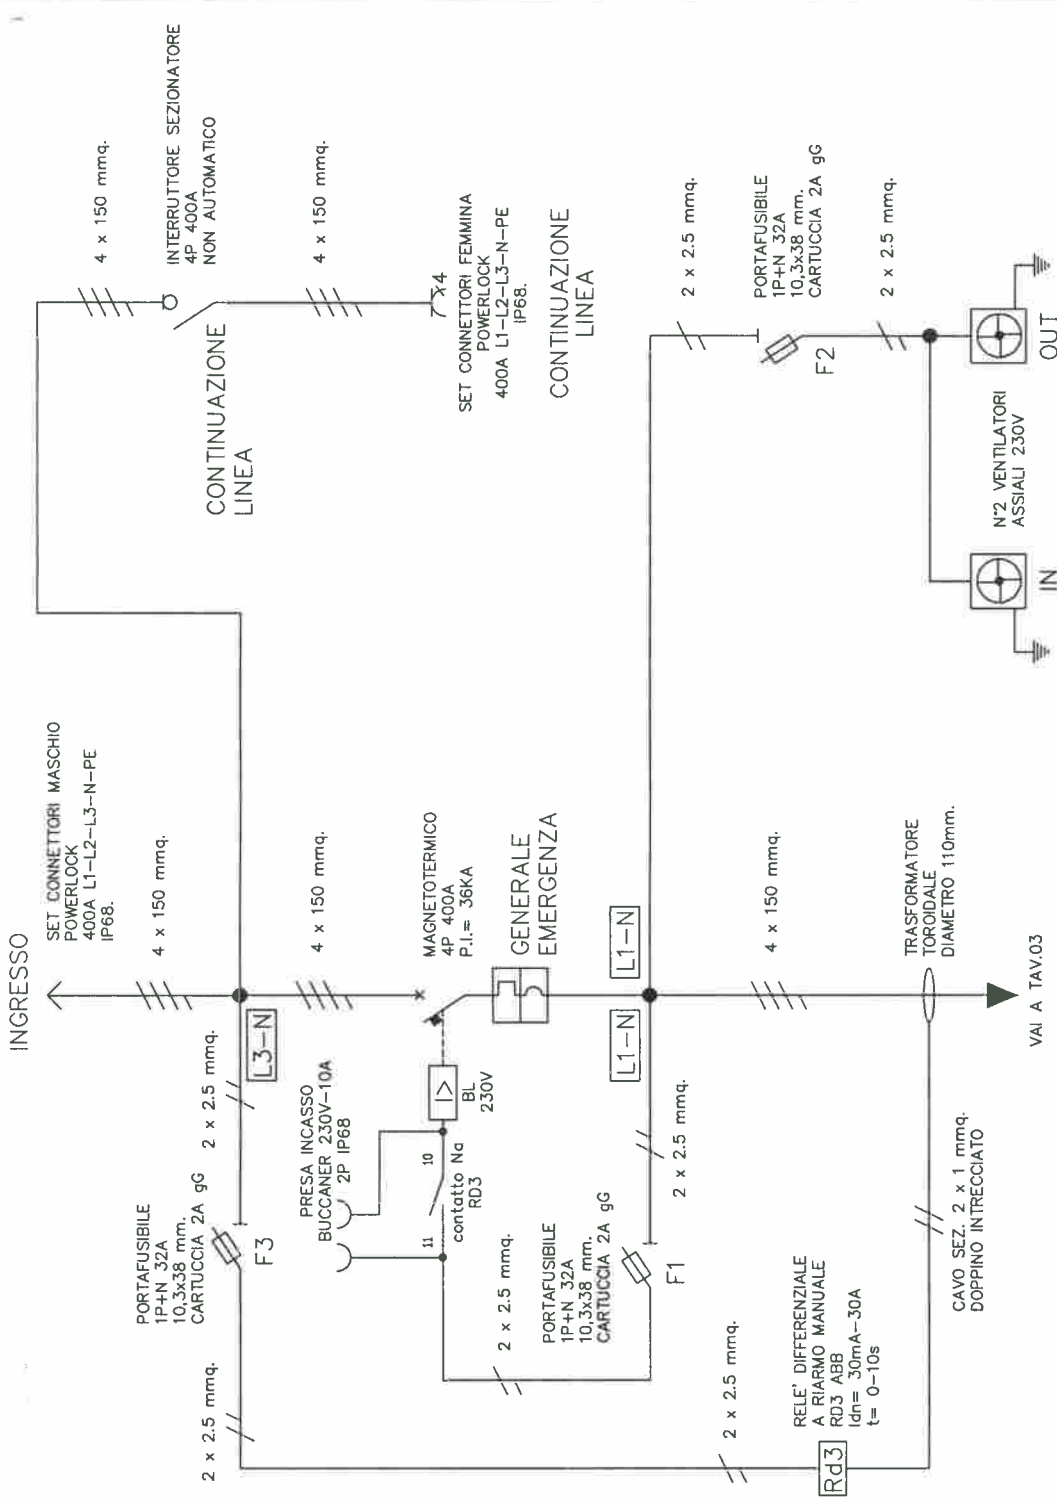 INGRESSO
SET CONNETTORI MASCHIO
POWERLOCK
400A L1-L2-L3-N-PE
IP68.
4 x 150 mmq.
L3-N
4 x 150 mmq.
MAGNETOTERMICO
4P 400A
P.I.= 36KA
GENERALE
EMERGENZA
L1-N
L1-N
4 x 150 mmq.
TRASFORMATORE
TOROIDALE
DIAMETRO 110mm.
VAI A TAV.03
4 x 150 mmq.
INTERRUTTORE SEZIONATORE
4P 400A
NON AUTOMATICO
CONTINUAZIONE
LINEA
4 x 150 mmq.
x4
SET CONNETTORI FEMMINA
POWERLOCK
400A L1-L2-L3-N-PE
IP68.
CONTINUAZIONE
LINEA
2 x 2.5 mmq.
PORTAFUSIBILE
1P+N 32A
10,3x38 mm.
CARTUCCIA 2A gG
F2
2 x 2.5 mmq.
N°2 VENTILATORI
ASSIALI 230V
IN
OUT
2 x 2.5 mmq.
PORTAFUSIBILE
1P+N 32A
10,3x38 mm.
CARTUCCIA 2A gG
F3
2 x 2.5 mmq.
PRESA INCASSO
BUCCANER 230V-10A
2P IP68
I>
BL
230V
10
11
contatto Na
RD3
2 x 2.5 mmq.
PORTAFUSIBILE
1P+N 32A
10,3x38 mm.
CARTUCCIA 2A gG
F1
2 x 2.5 mmq.
2 x 2.5 mmq.
RELE' DIFFERENZIALE
A RIARMO MANUALE
RD3 ABB
Idn= 30mA-30A
t= 0-10s
Rd3
CAVO SEZ. 2 x 1 mmq.
DOPPINO INTRECCIATO